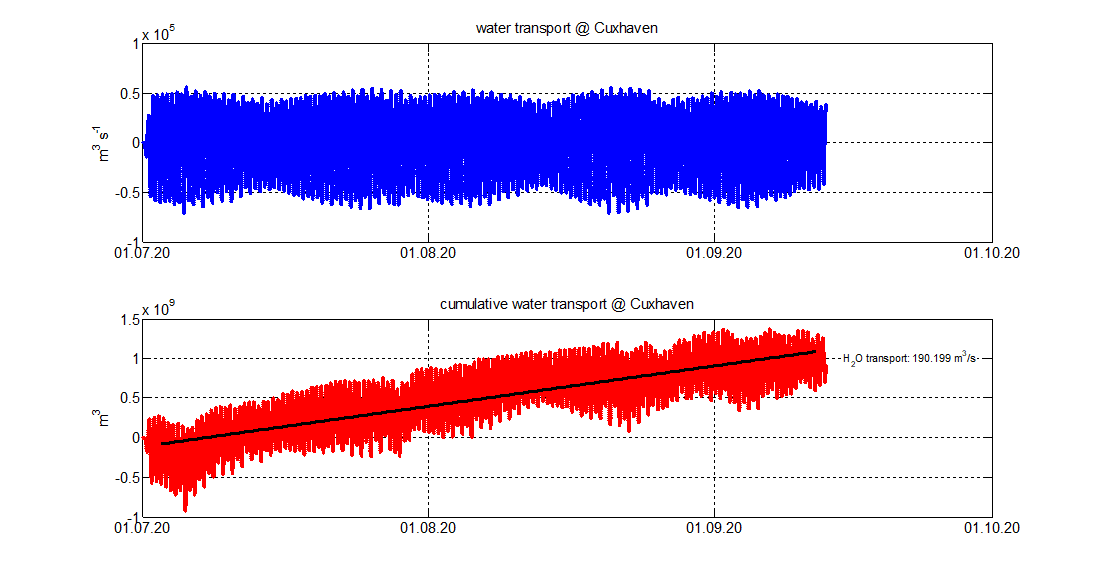 water transport @ Cuxhaven
x 10^5
1
0.5
0
-0.5
-1
m^3 s^-1
01.07.20
01.08.20
01.09.20
01.10.20
cumulative water transport @ Cuxhaven
x 10^9
1.5
1
0.5
0
-0.5
-1
m^3
H_2O transport: 190.199 m^3/s
01.07.20
01.08.20
01.09.20
01.10.20